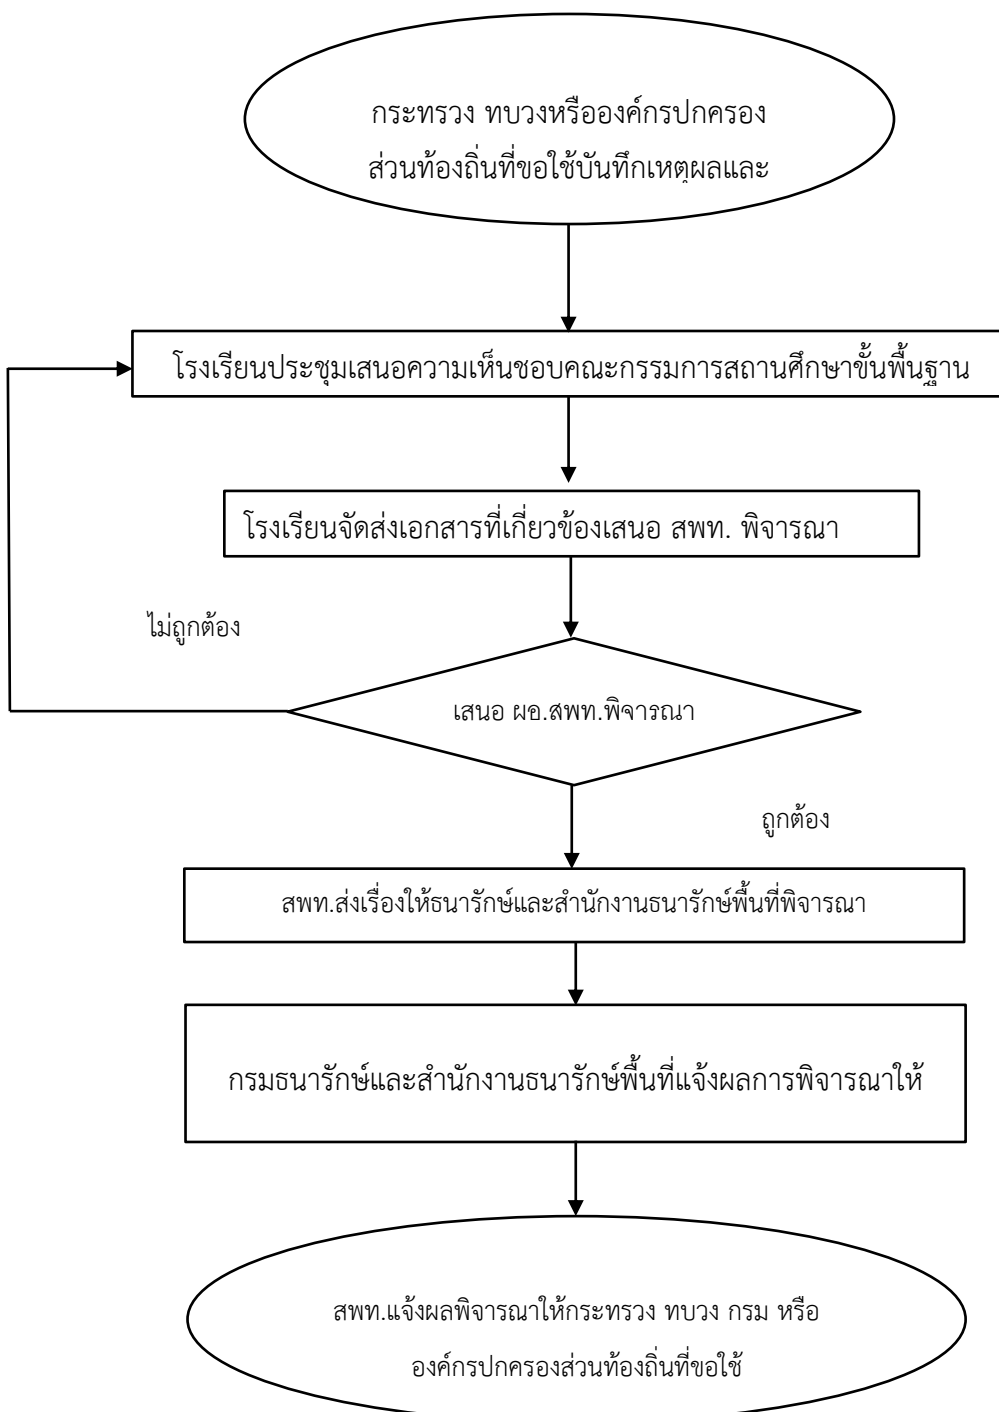 กระทรวง ทบวงหรือองค์กรปกครอง
ส่วนท้องถิ่นที่ขอใช้บันทึกเหตุผลและ
โรงเรียนประชุมเสนอความเห็นชอบคณะกรรมการสถานศึกษาขั้นพื้นฐาน
โรงเรียนจัดส่งเอกสารที่เกี่ยวข้องเสนอ สพท. พิจารณา
ไม่ถูกต้อง
เสนอ ผอ.สพท.พิจารณา
ถูกต้อง
สพท.ส่งเรื่องให้ธนารักษ์และสำนักงานธนารักษ์พื้นที่พิจารณา
กรมธนารักษ์และสำนักงานธนารักษ์พื้นที่แจ้งผลการพิจารณาให้
สพท.แจ้งผลพิจารณาให้กระทรวง ทบวง กรม หรือ
องค์กรปกครองส่วนท้องถิ่นที่ขอใช้